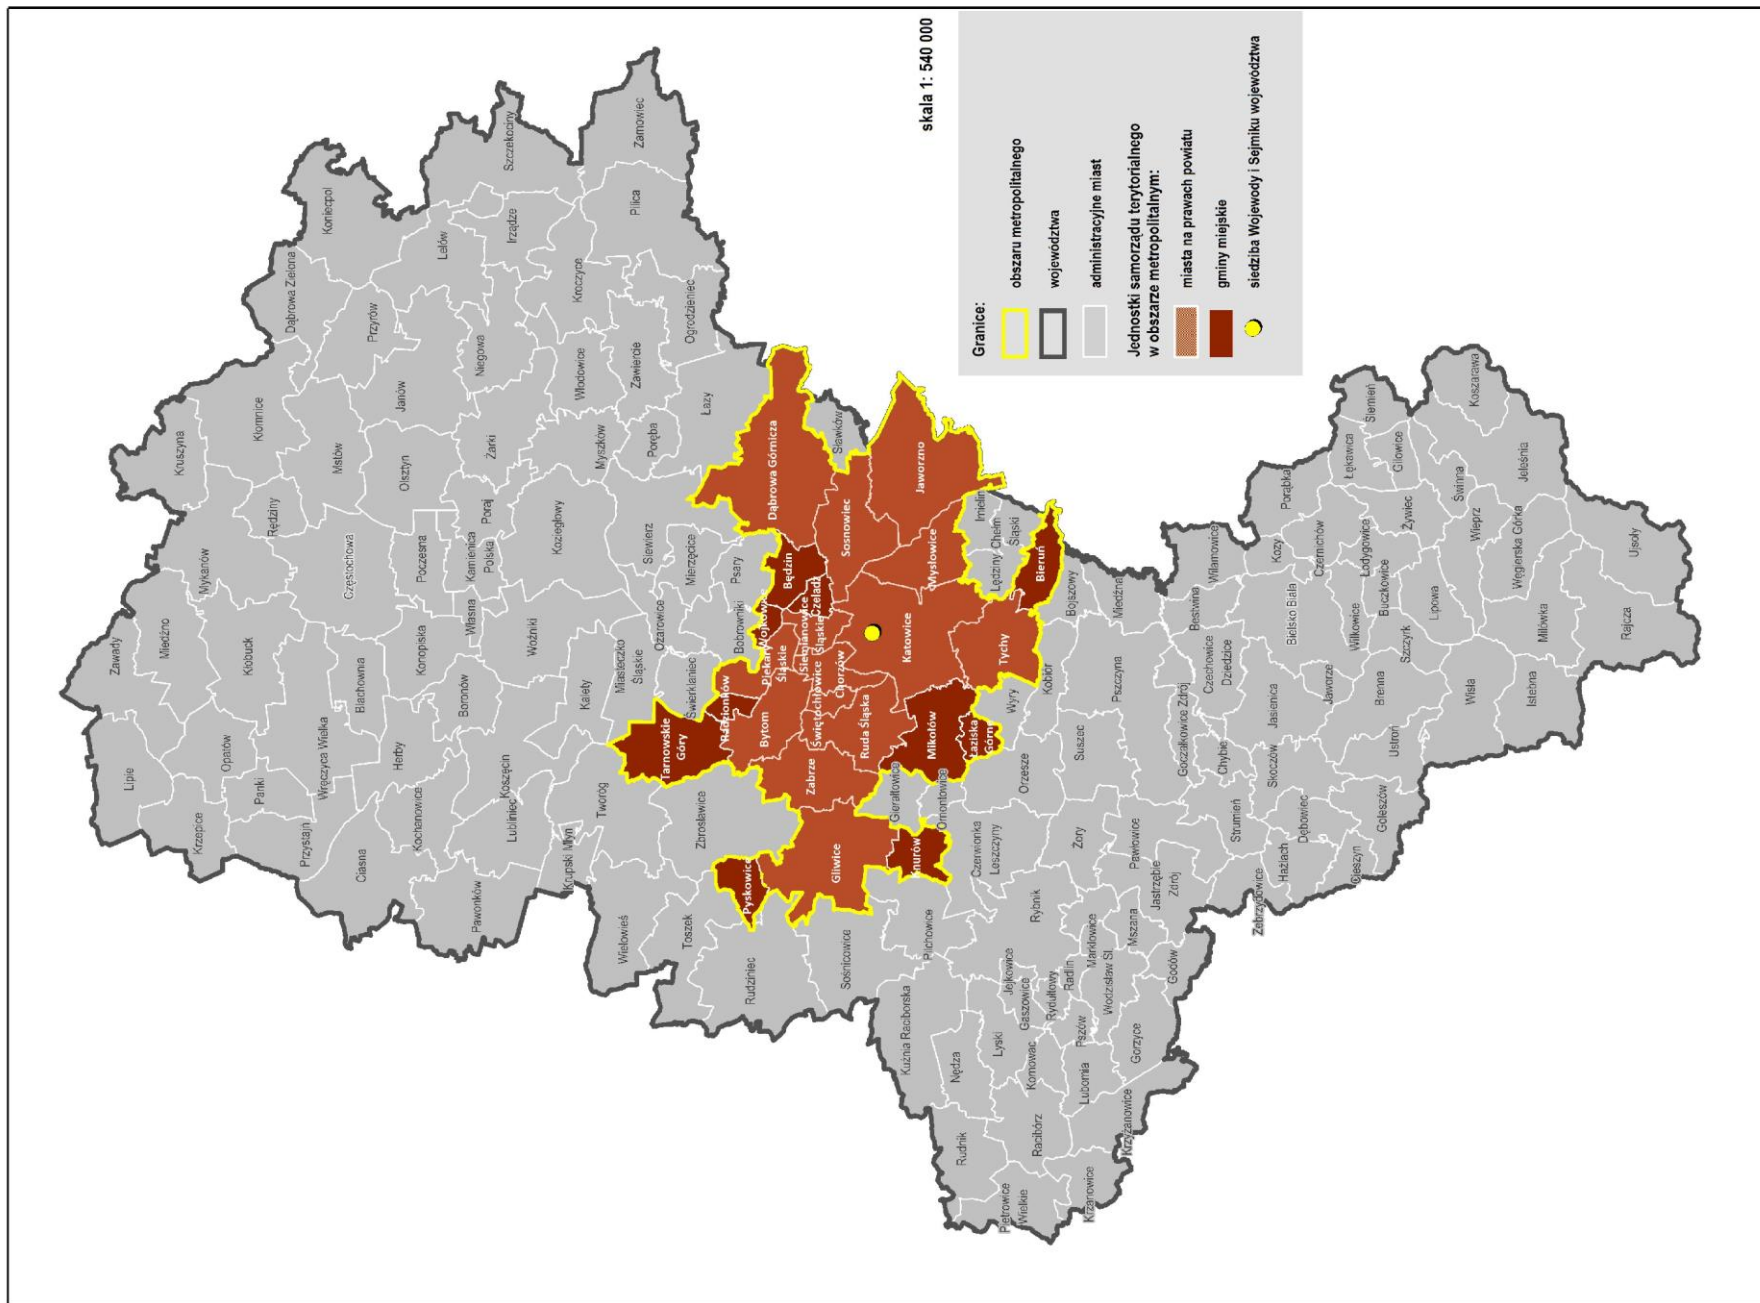 skala 1: 540 000
Granice:
obszaru metropolitalnego
województwa
administracyjne miast
Jednostki samorządu terytorialnego
w obszarze metropolitalnym:
miasta na prawach powiatu
gminy miejskie
siedziba Wojewody i Sejmiku województwa
Zawady
Lipie
Miedźno
Krzepice
Opatów
Mykanów
Kruszyna
Kłobuck
Panki
Rędziny
Kłomnice
Dąbrowa Zielona
Koniecpol
Przystajń
Wręczyca Wielka
Częstochowa
Mstów
Przyrów
Ciasna
Blachownia
Herby
Olsztyn
Janów
Lelów
Szczekociny
Kochanowice
Konopiska
Poczesna
Kamienica
Polska
Poraj
Żarki
Niegowa
Irządze
Żarnowiec
Pawonków
Lubliniec
Koszęcin
Boronów
Woźniki
Koziegłowy
Myszków
Włodowice
Kroczyce
Pilica
Krupski Młyn
Tworóg
Kalety
Miasteczko
Śląskie
Ożarowice
Siewierz
Mierzęcice
Poręba
Zawiercie
Ogrodzieniec
Łazy
Wielowieś
Toszek
Zbrosławice
Tarnowskie
Góry
Świerklaniec
Bobrowniki
Psary
Dąbrowa Górnicza
Sławków
Rudziniec
Pyskowice
Radzionków
Bytom
Piekary
Śląskie
Wojkowice
Będzin
Siemianowice
Śląskie
Czeladź
Sosnowiec
Jaworzno
Sośnicowice
Gliwice
Zabrze
Świętochłowice
Chorzów
Ruda Śląska
Katowice
Mysłowice
Imielin
Lędziny
Chełm
Śląski
Bieruń
Pilchowice
Knurów
Gierałtowice
Ornontowice
Mikołów
Łaziska
Górne
Tychy
Wyry
Kobiór
Bojszowy
Kuźnia Raciborska
Nędza
Lyski
Jejkowice
Gaszowice
Rydułtowy
Radlin
Rybnik
Czerwionka
Leszczyny
Orzesze
Suszec
Pszczyna
Miedźna
Rudnik
Racibórz
Kornowac
Pszów
Marklowice
Wodzisław Śl.
Mszana
Żory
Pawłowice
Jastrzębie
Zdrój
Pietrowice
Wielkie
Krzanowice
Krzyżanowice
Lubomia
Gorzyce
Godów
Goczałkowice Zdrój
Czechowice
Dziedzice
Bestwina
Wilamowice
Strumień
Chybie
Zebrzydowice
Hażlach
Dębowiec
Skoczów
Jasienica
Jaworze
Bielsko Biała
Kozy
Porąbka
Cieszyn
Goleszów
Ustroń
Brenna
Szczyrk
Wilkowice
Buczkowice
Łodygowice
Czernichów
Łękawica
Ślemień
Gilowice
Żywiec
Lipowa
Wisła
Istebna
Wieprz
Świnna
Węgierska Górka
Milówka
Rajcza
Ujsoły
Jeleśnia
Koszarawa